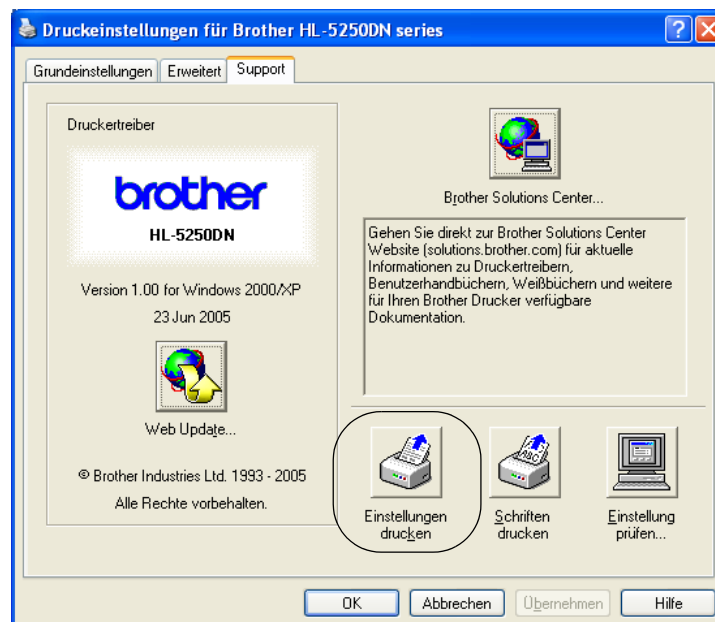 Druckeinstellungen für Brother HL-5250DN series
Grundeinstellungen Erweitert Support
Druckertreiber
brother
HL-5250DN
Version 1.00 for Windows 2000/XP
23 Jun 2005
Web Update...
© Brother Industries Ltd. 1993 - 2005
Alle Rechte vorbehalten.
Brother Solutions Center...
Gehen Sie direkt zur Brother Solutions Center
Website (solutions.brother.com) für aktuelle
Informationen zu Druckertreibern,
Benutzerhandbüchern, Weißbüchern und weitere
für Ihren Brother Drucker verfügbare
Dokumentation.
Einstellungen
drucken
ABC
Schriften
drucken
Einstellung
prüfen...
OK Abbrechen Übernehmen Hilfe